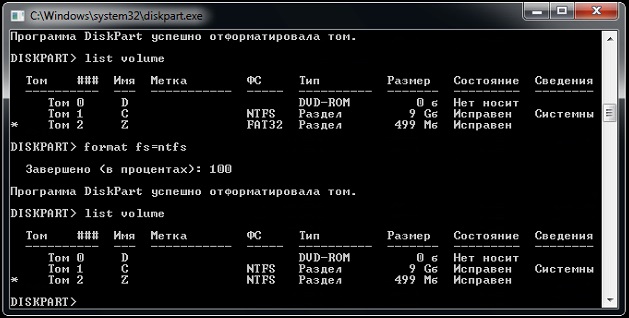 C:\Windows\system32\diskpart.exe
Программа DiskPart успешно отформатировала том.
DISKPART> list volume
Том ### Имя Метка ФС Тип Размер Состояние Сведения
Том 0 D DVD-ROM 0 б Нет носит
Том 1 C NTFS Раздел 9 Gб Исправен Системны
* Том 2 Z FAT32 Раздел 499 Mб Исправен
DISKPART> format fs=ntfs
Завершено (в процентах): 100
Программа DiskPart успешно отформатировала том.
DISKPART> list volume
Том ### Имя Метка ФС Тип Размер Состояние Сведения
Том 0 D DVD-ROM 0 б Нет носит
Том 1 C NTFS Раздел 9 Gб Исправен Системны
* Том 2 Z NTFS Раздел 499 Mб Исправен
DISKPART>